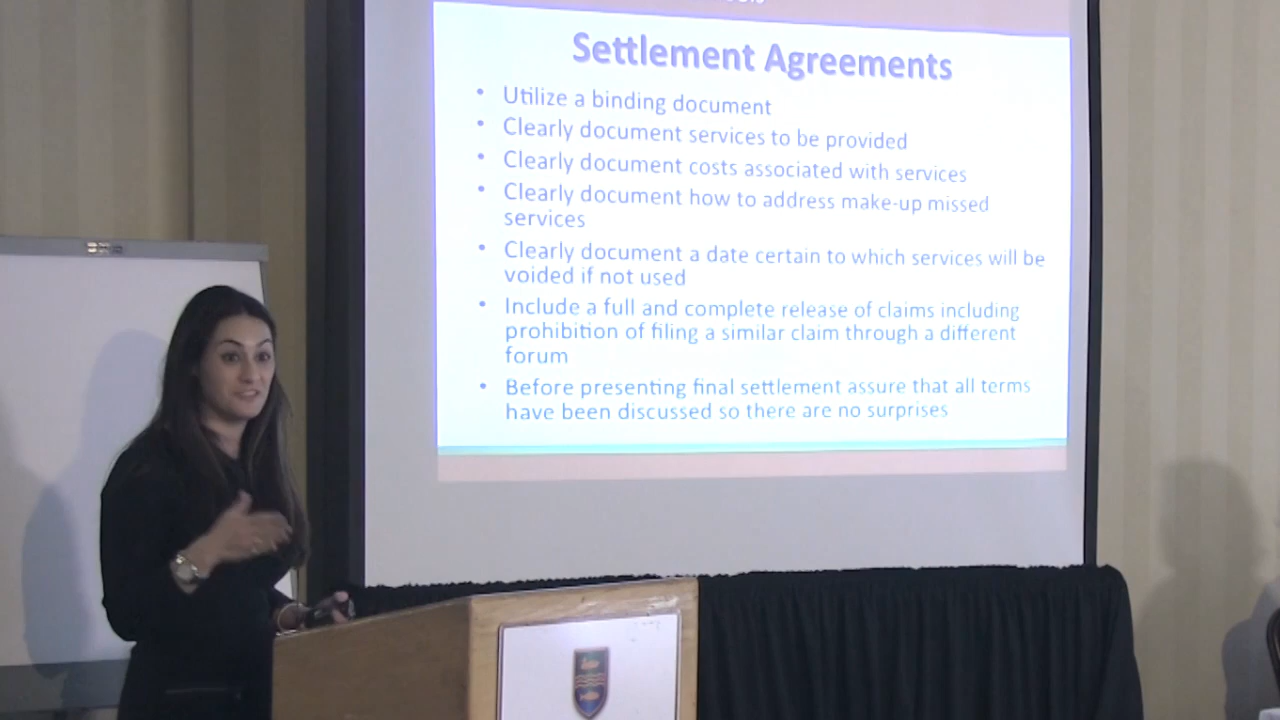 Settlement Agreements
• Utilize a binding document
• Clearly document services to be provided
• Clearly document costs associated with services
• Clearly document how to address make-up missed
services
• Clearly document a date certain to which services will be
voided if not used
• Include a full and complete release of claims including
prohibition of filing a similar claim through a different
forum
• Before presenting final settlement assure that all terms
have been discussed so there are no surprises